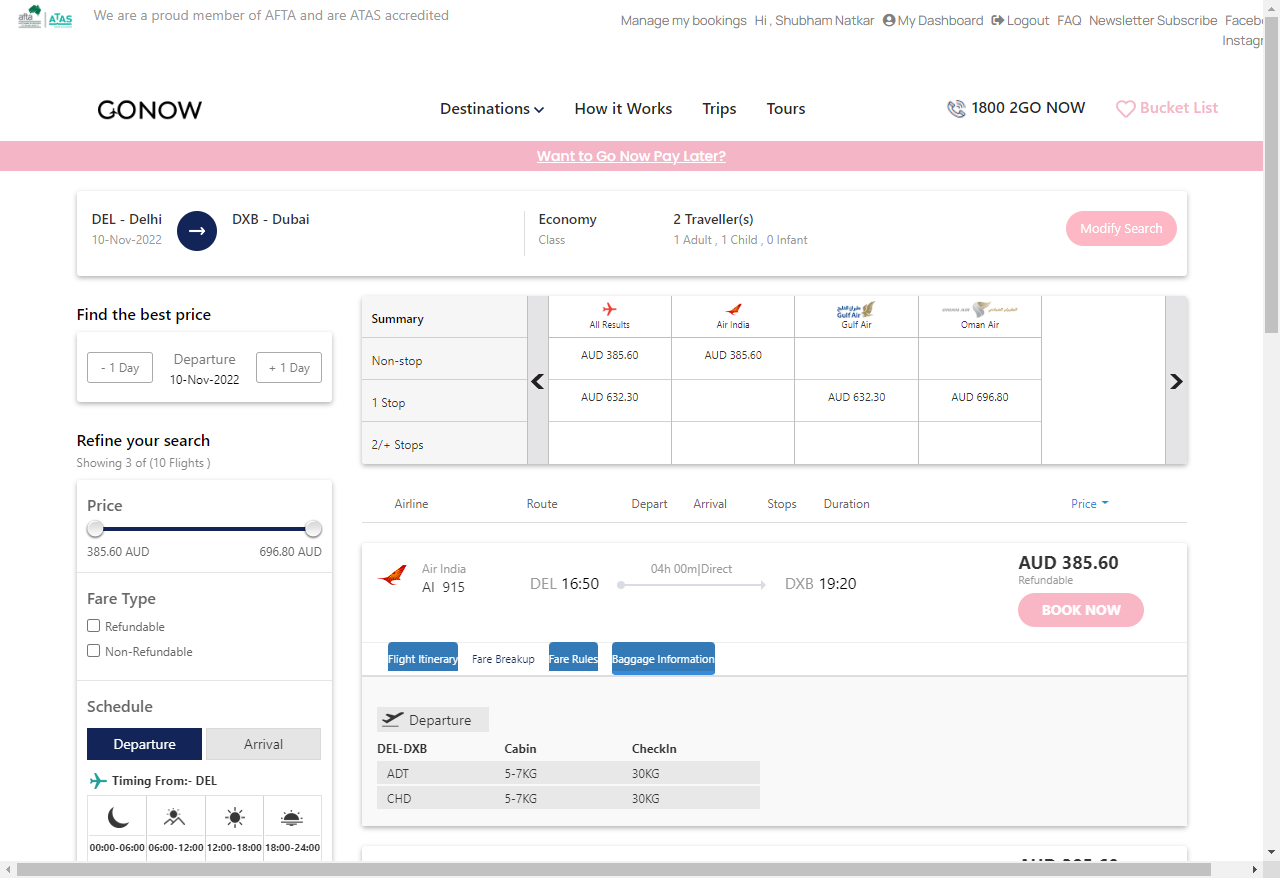 afta ATAS We are a proud member of AFTA and are ATAS accredited
Manage my bookings Hi , Shubham Natkar My Dashboard Logout FAQ Newsletter Subscribe Facebo
Instagr
GONOW
Destinations How it Works Trips Tours
1800 2GO NOW Bucket List
Want to Go Now Pay Later?
DEL - Delhi
10-Nov-2022
DXB - Dubai
Economy
Class
2 Traveller(s)
1 Adult , 1 Child , 0 Infant
Modify Search
Find the best price
- 1 Day
Departure
10-Nov-2022
+ 1 Day
Refine your search
Showing 3 of (10 Flights )
Price
385.60 AUD 696.80 AUD
Fare Type
Refundable
Non-Refundable
Schedule
Departure Arrival
Timing From:- DEL
00:00-06:00 06:00-12:00 12:00-18:00 18:00-24:00
Summary All Results Air India Gulf Air Oman Air
Non-stop AUD 385.60 AUD 385.60
1 Stop AUD 632.30 AUD 632.30 AUD 696.80
2/+ Stops
Airline Route Depart Arrival Stops Duration Price
Air India
AI 915
DEL 16:50
04h 00m|Direct
DXB 19:20
AUD 385.60
Refundable
BOOK NOW
Flight Itinerary Fare Breakup Fare Rules Baggage Information
Departure
DEL-DXB Cabin CheckIn
ADT 5-7KG 30KG
CHD 5-7KG 30KG
AUD 385.60